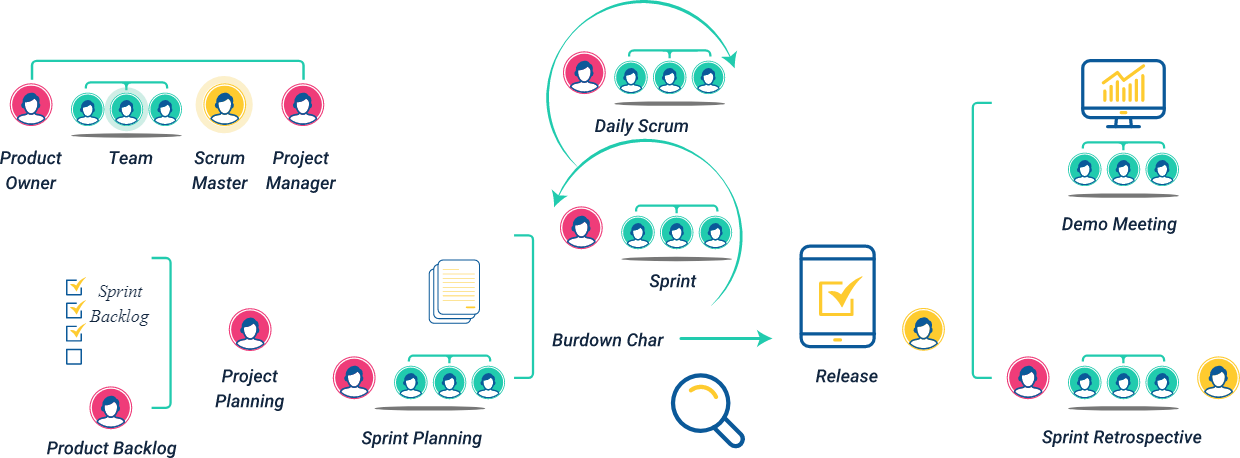 Product
Owner
Team
Scrum
Master
Project
Manager
Daily Scrum
Sprint
Backlog
Product Backlog
Project
Planning
Sprint Planning
Sprint
Burdown Char
Release
Demo Meeting
Sprint Retrospective